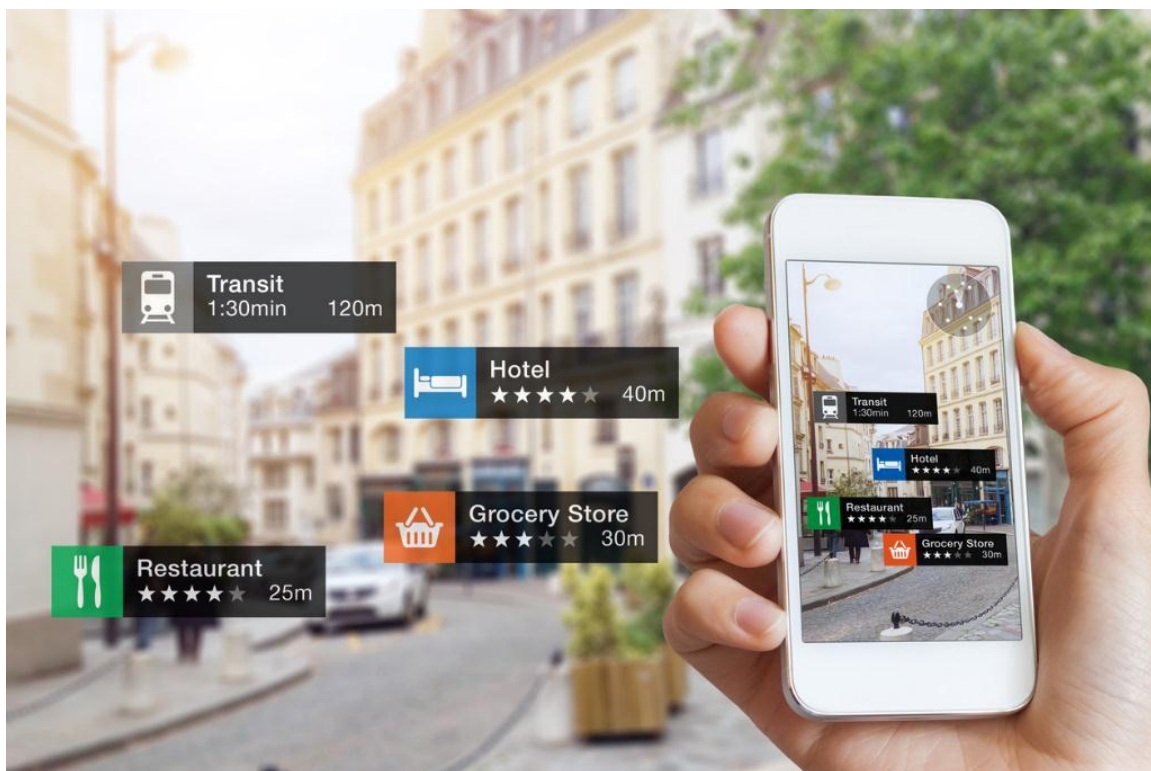 Transit
1:30min 120m
Hotel
★★★★★ 40m
Grocery Store
★★★★★ 30m
Restaurant
★★★★★ 25m
Transit
1:30min 120m
Hotel
★★★★★ 40m
Restaurant
★★★★★ 25m
Grocery Store
★★★★★ 30m